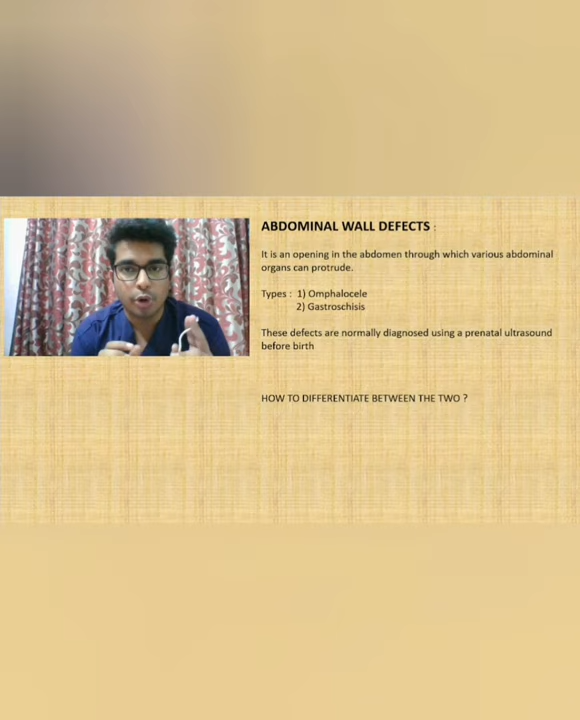 ABDOMINAL WALL DEFECTS :
It is an opening in the abdomen through which various abdominal
organs can protrude.
Types : 1) Omphalocele
2) Gastroschisis
These defects are normally diagnosed using a prenatal ultrasound
before birth
HOW TO DIFFERENTIATE BETWEEN THE TWO ?